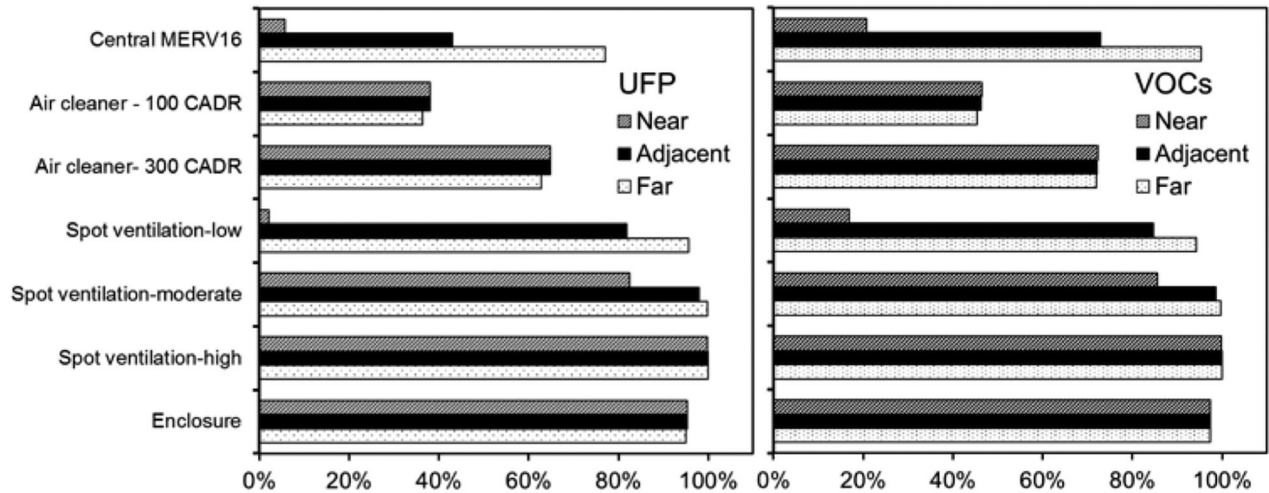 Central MERV16
Air cleaner - 100 CADR
Air cleaner- 300 CADR
Spot ventilation-low
Spot ventilation-moderate
Spot ventilation-high
Enclosure
UFP
Near
Adjacent
Far
0% 20% 40% 60% 80% 100%
VOCs
Near
Adjacent
Far
0% 20% 40% 60% 80% 100%